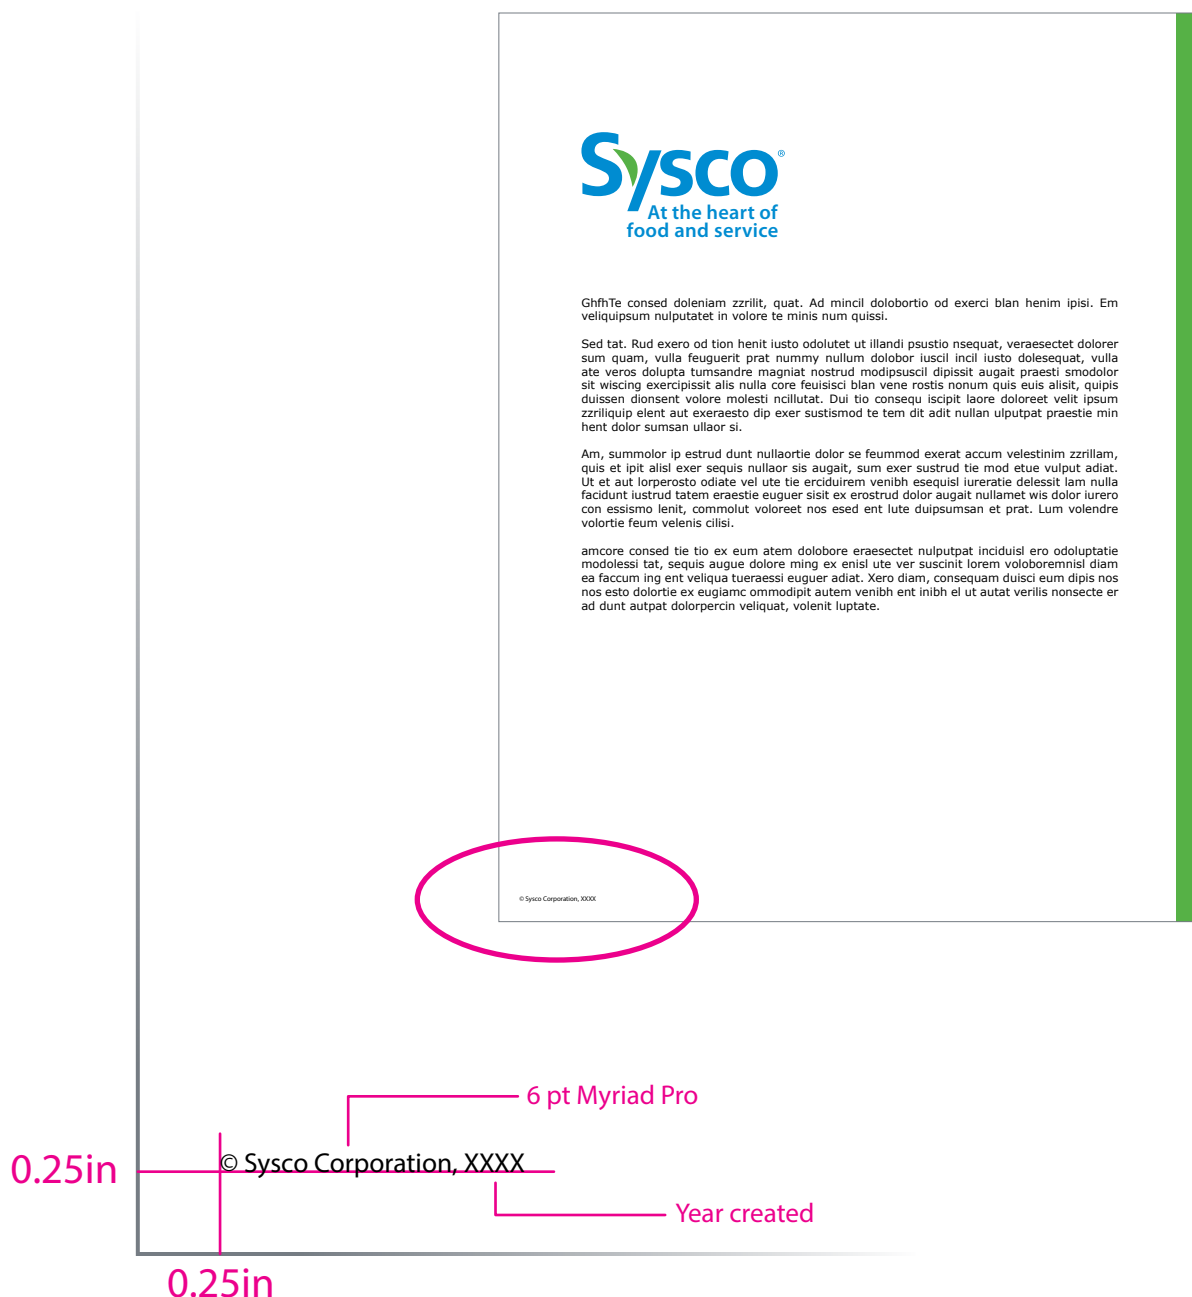 Sysco®
At the heart of
food and service
GhfhTe consed doleniam zzrilit, quat. Ad mincil dolobortio od exerci blan henim ipisi. Em
veliquipsum nulputatet in volore te minis num quissi.
Sed tat. Rud exero od tion henit iusto odolutet ut illandi psustio nsequat, veraesectet dolorer
sum quam, vulla feuguerit prat nummy nullum dolobor iuscil incil iusto dolesequat, vulla
ate veros dolupta tumsandre magniat nostrud modipsuscil dipissit augait praesti smodolor
sit wiscing exercipissit alis nulla core feuisisci blan vene rostis nonum quis euis alisit, quipis
duissen dionsent volore molesti ncillutat. Dui tio consequ iscipit laore doloreet velit ipsum
zzriliquip elent aut exeraesto dip exer sustismod te tem dit adit nullan ulputpat praestie min
hent dolor sumsan ullaor si.
Am, summolor ip estrud dunt nullaortie dolor se feummod exerat accum velestinim zzrillam,
quis et ipit alisl exer sequis nullaor sis augait, sum exer sustrud tie mod etue vulput adiat.
Ut et aut lorperosto odiate vel ute tie erciduirem venibh esequisl iureratie delessit lam nulla
facidunt iustrud tatem eraestie euguer sisit ex erostrud dolor augait nullamet wis dolor iurero
con essismo lenit, commolut voloreet nos esed ent lute duipsumsan et prat. Lum volendre
volortie feum velenis cilisi.
amcore consed tie tio ex eum atem dolobore eraesectet nulputpat inciduisl ero odoluptatie
modolessi tat, sequis augue dolore ming ex enisl ute ver suscinit lorem voloboremnisl diam
ea faccum ing ent veliqua tueraessi euguer adiat. Xero diam, consequam duisci eum dipis nos
nos esto dolortie ex eugiamc ommodipit autem venibh ent inibh el ut autat verilis nonsecte er
ad dunt autpat dolorpercin veliquat, volenit luptate.
© Sysco Corporation, XXXX
6 pt Myriad Pro
0.25in
© Sysco Corporation, XXXX
Year created
0.25in